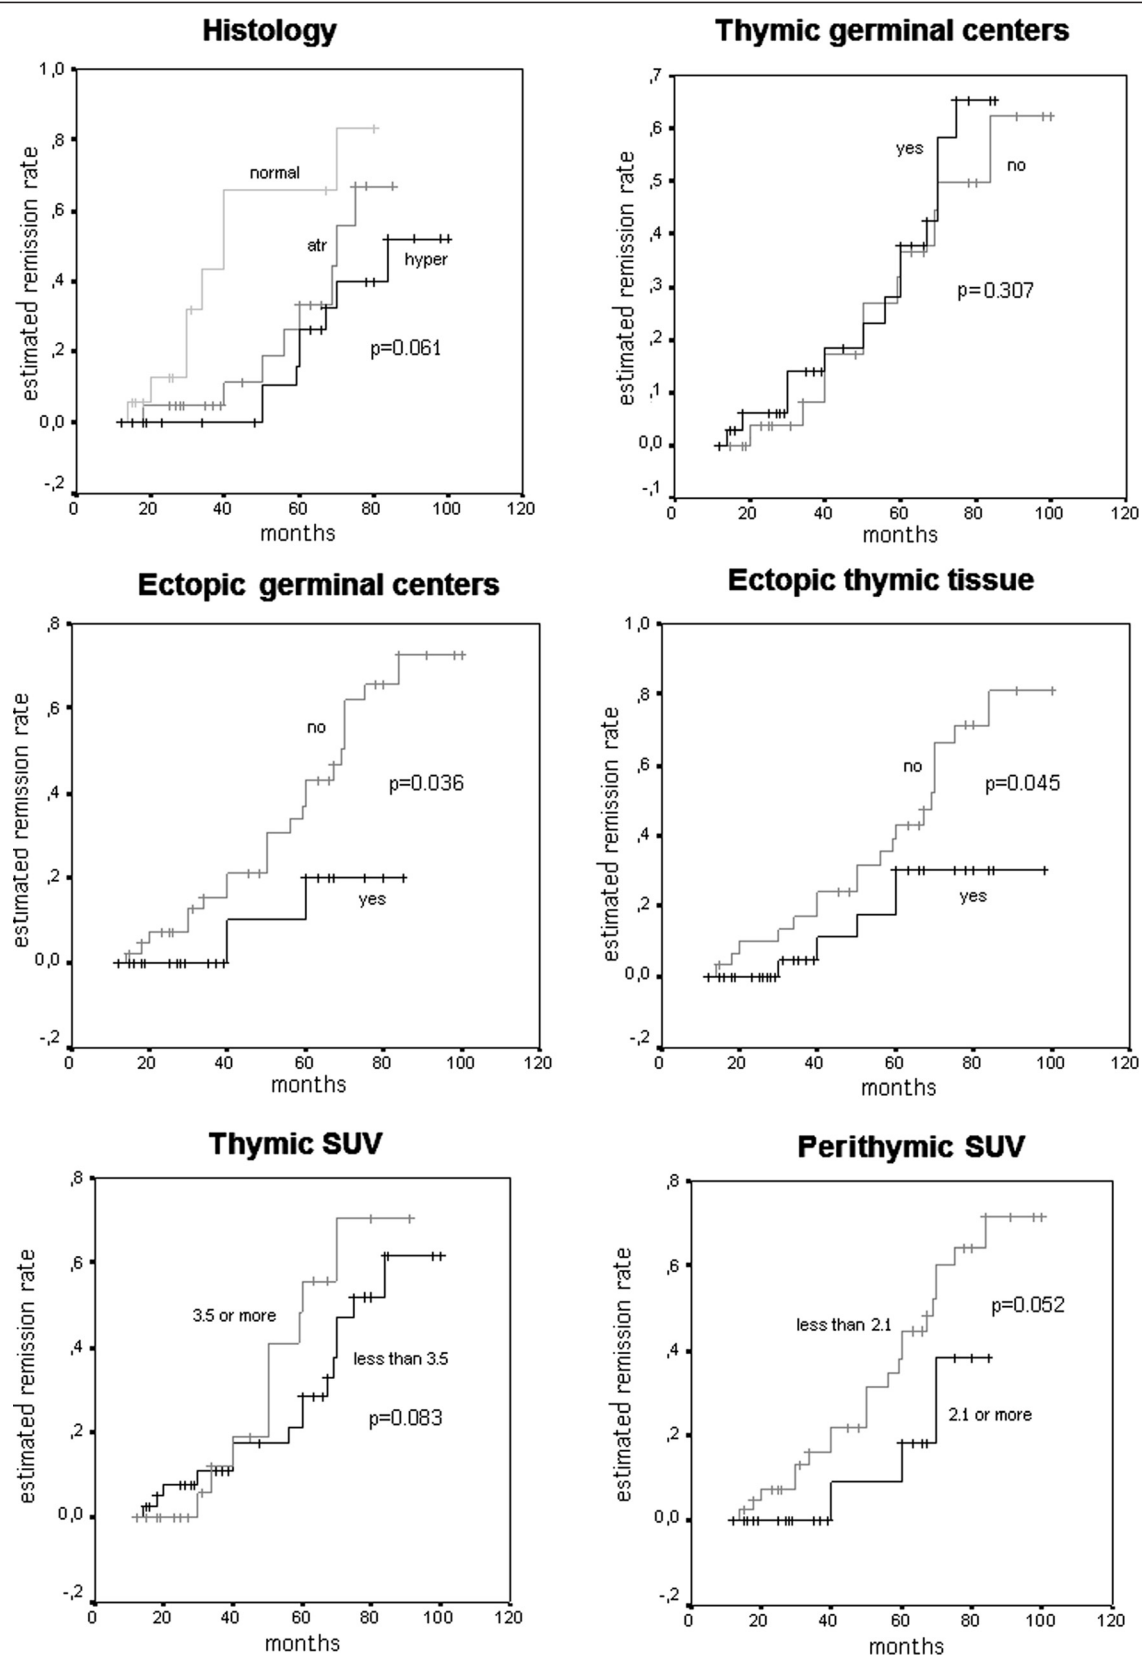 Histology
estimated remission rate
1,0
,8
,6
,4
,2
0,0
-,2
normal
atr
hyper
p=0.061
0 20 40 60 80 100 120
months
Thymic germinal centers
estimated remission rate
,7
,6
,5
,4
,3
,2
,1
0,0
-,1
yes
no
p=0.307
0 20 40 60 80 100 120
months
Ectopic germinal centers
estimated remission rate
,8
,6
,4
,2
0,0
-,2
no
p=0.036
yes
0 20 40 60 80 100 120
months
Ectopic thymic tissue
estimated remission rate
1,0
,8
,6
,4
,2
0,0
-,2
no
p=0.045
yes
0 20 40 60 80 100 120
months
Thymic SUV
estimated remission rate
,8
,6
,4
,2
0,0
-,2
3.5 or more
less than 3.5
p=0.083
0 20 40 60 80 100 120
months
Perithymic SUV
estimated remission rate
,8
,6
,4
,2
0,0
-,2
p=0.052
less than 2.1
2.1 or more
0 20 40 60 80 100 120
months